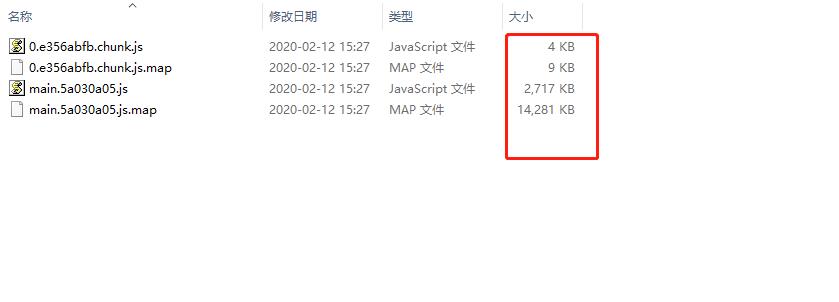 名称 修改日期 类型 大小
0.e356abfb.chunk.js 2020-02-12 15:27 JavaScript 文件 4 KB
0.e356abfb.chunk.js.map 2020-02-12 15:27 MAP 文件 9 KB
main.5a030a05.js 2020-02-12 15:27 JavaScript 文件 2,717 KB
main.5a030a05.js.map 2020-02-12 15:27 MAP 文件 14,281 KB